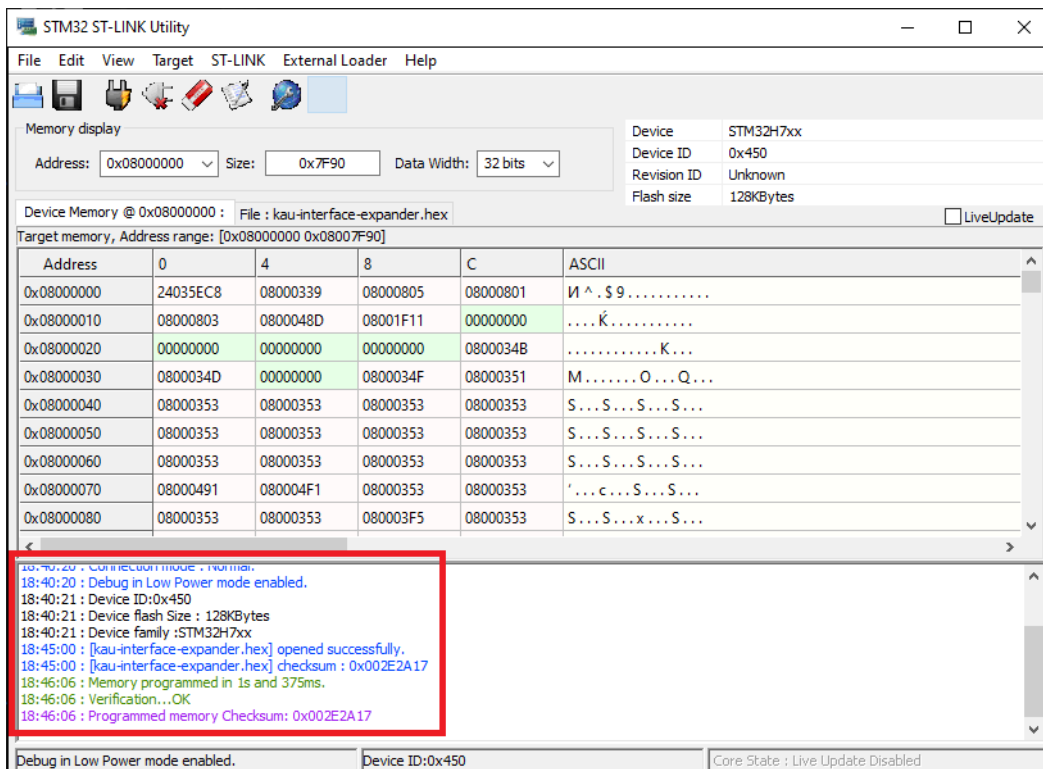 STM32 ST-LINK Utility
File Edit View Target ST-LINK External Loader Help
Memory display
Address: 0x08000000 Size: 0x7F90 Data Width: 32 bits
Device STM32H7xx
Device ID 0x450
Revision ID Unknown
Flash size 128KBytes
Device Memory @ 0x08000000 : File : kau-interface-expander.hex LiveUpdate
Target memory, Address range: [0x08000000 0x08007F90]
Address 0 4 8 C ASCII
0x08000000 24035EC8 08000339 08000805 08000801 И^.$9...........
0x08000010 08000803 0800048D 08001F11 00000000 ....Ќ...........
0x08000020 00000000 00000000 00000000 0800034B ............K...
0x08000030 0800034D 00000000 0800034F 08000351 M.......O...Q...
0x08000040 08000353 08000353 08000353 08000353 S...S...S...S...
0x08000050 08000353 08000353 08000353 08000353 S...S...S...S...
0x08000060 08000353 08000353 08000353 08000353 S...S...S...S...
0x08000070 08000491 080004F1 08000353 08000353 ‘...с...S...S...
0x08000080 08000353 08000353 080003F5 08000353 S...S...х...S...
18:40:20 : Connection mode : Normal.
18:40:20 : Debug in Low Power mode enabled.
18:40:21 : Device ID:0x450
18:40:21 : Device flash Size : 128KBytes
18:40:21 : Device family :STM32H7xx
18:45:00 : [kau-interface-expander.hex] opened successfully.
18:45:00 : [kau-interface-expander.hex] checksum : 0x002E2A17
18:46:06 : Memory programmed in 1s and 375ms.
18:46:06 : Verification...OK
18:46:06 : Programmed memory Checksum: 0x002E2A17
Debug in Low Power mode enabled. Device ID:0x450 Core State : Live Update Disabled